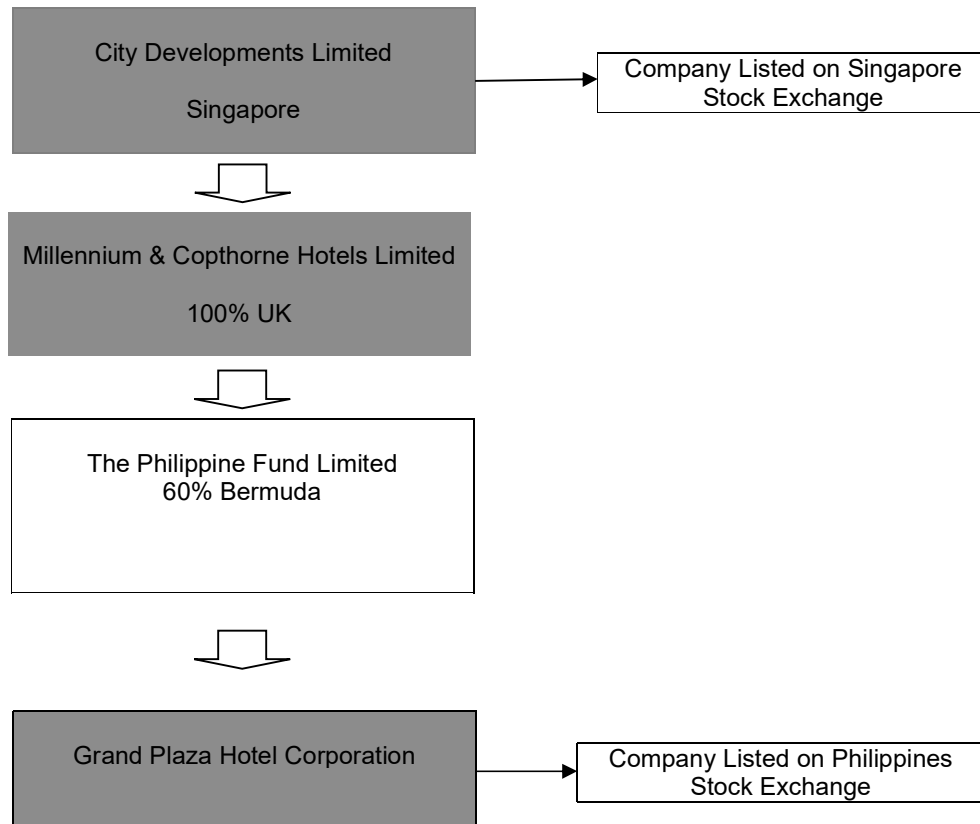 City Developments Limited
Singapore
Company Listed on Singapore
Stock Exchange
Millennium & Copthorne Hotels Limited
100% UK
The Philippine Fund Limited
60% Bermuda
Grand Plaza Hotel Corporation
Company Listed on Philippines
Stock Exchange